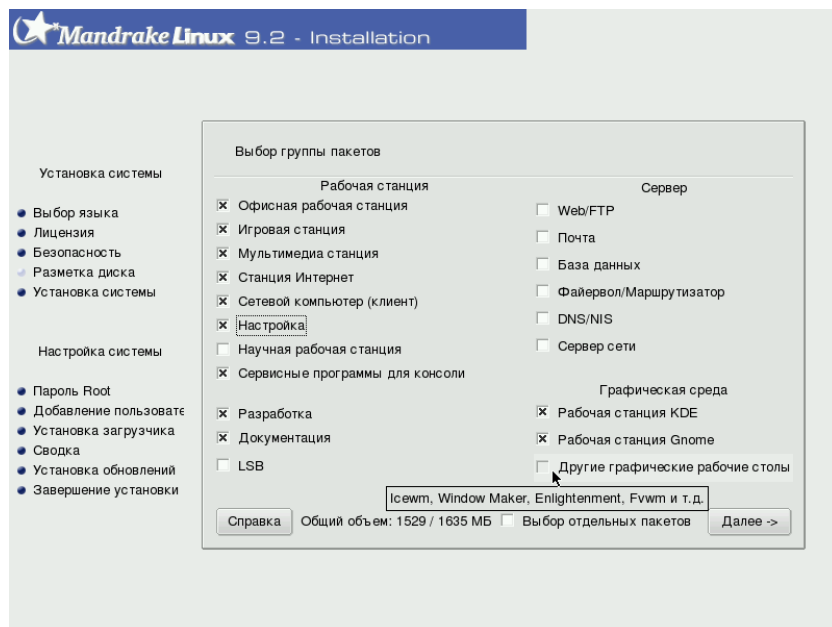 Mandrake Linux 9.2 - Installation
Установка системы
Выбор языка
Лицензия
Безопасность
Разметка диска
Установка системы
Настройка системы
Пароль Root
Добавление пользовате
Установка загрузчика
Сводка
Установка обновлений
Завершение установки
Выбор группы пакетов
Рабочая станция
Офисная рабочая станция
Игровая станция
Мультимедиа станция
Станция Интернет
Сетевой компьютер (клиент)
Настройка
Научная рабочая станция
Сервисные программы для консоли
Разработка
Документация
LSB
Сервер
Web/FTP
Почта
База данных
Файервол/Маршрутизатор
DNS/NIS
Сервер сети
Графическая среда
Рабочая станция KDE
Рабочая станция Gnome
Другие графические рабочие столы
Icewm, Window Maker, Enlightenment, Fvwm и т.д.
Справка
Общий объем: 1529 / 1635 МБ
Выбор отдельных пакетов
Далее ->